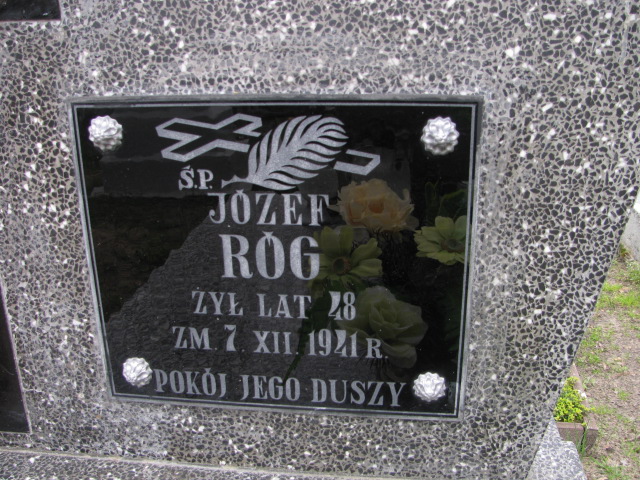 Ś.P.
JÓZEF
RÓG
ŻYŁ LAT 48
ZM 7 XII 1941 R.
POKÓJ JEGO DUSZY